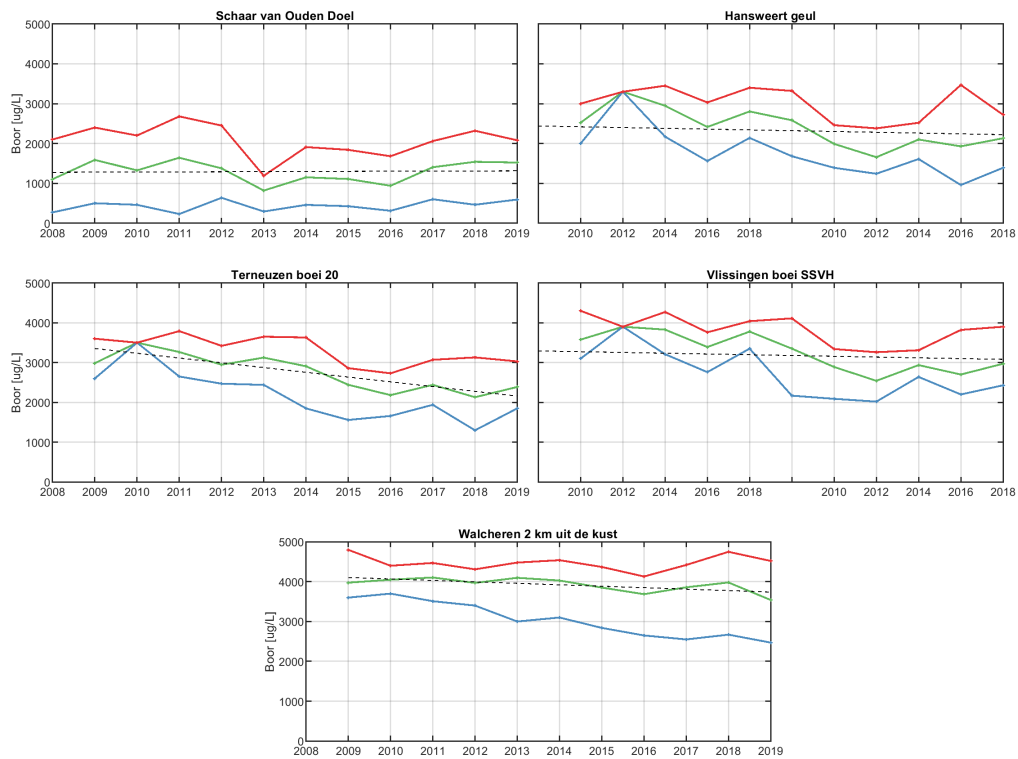 Schaar van Ouden Doel
Hansweert geul
5000
4000
3000
2000
1000
0
Boor [ug/L]
2008 2009 2010 2011 2012 2013 2014 2015 2016 2017 2018 2019
2010 2012 2014 2016 2018 2010 2012 2014 2016 2018
Terneuzen boei 20
Vlissingen boei SSVH
5000
4000
3000
2000
1000
0
Boor [ug/L]
2008 2009 2010 2011 2012 2013 2014 2015 2016 2017 2018 2019
2010 2012 2014 2016 2018 2010 2012 2014 2016 2018
Walcheren 2 km uit de kust
5000
4000
3000
2000
1000
0
Boor [ug/L]
2008 2009 2010 2011 2012 2013 2014 2015 2016 2017 2018 2019